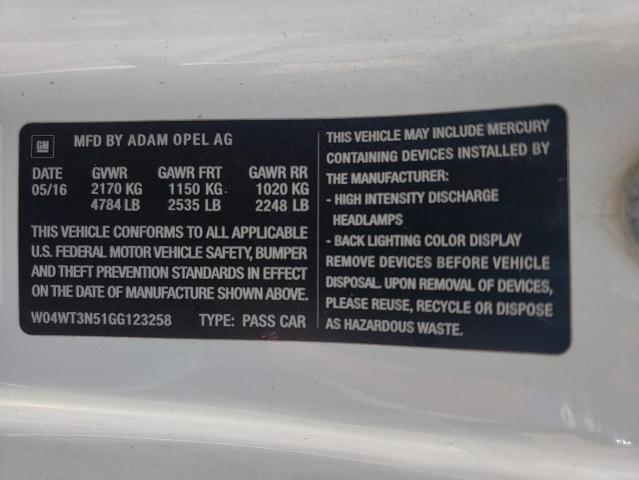 GM
MFD BY ADAM OPEL AG
DATE GVWR GAWR FRT GAWR RR
05/16 2170 KG 1150 KG 1020 KG
4784 LB 2535 LB 2248 LB
THIS VEHICLE CONFORMS TO ALL APPLICABLE
U.S. FEDERAL MOTOR VEHICLE SAFETY, BUMPER
AND THEFT PREVENTION STANDARDS IN EFFECT
ON THE DATE OF MANUFACTURE SHOWN ABOVE.
W04WT3N51GG123258 TYPE: PASS CAR
THIS VEHICLE MAY INCLUDE MERCURY
CONTAINING DEVICES INSTALLED BY
THE MANUFACTURER:
- HIGH INTENSITY DISCHARGE
HEADLAMPS
- BACK LIGHTING COLOR DISPLAY
REMOVE DEVICES BEFORE VEHICLE
DISPOSAL. UPON REMOVAL OF DEVICES,
PLEASE REUSE, RECYCLE OR DISPOSE
AS HAZARDOUS WASTE.